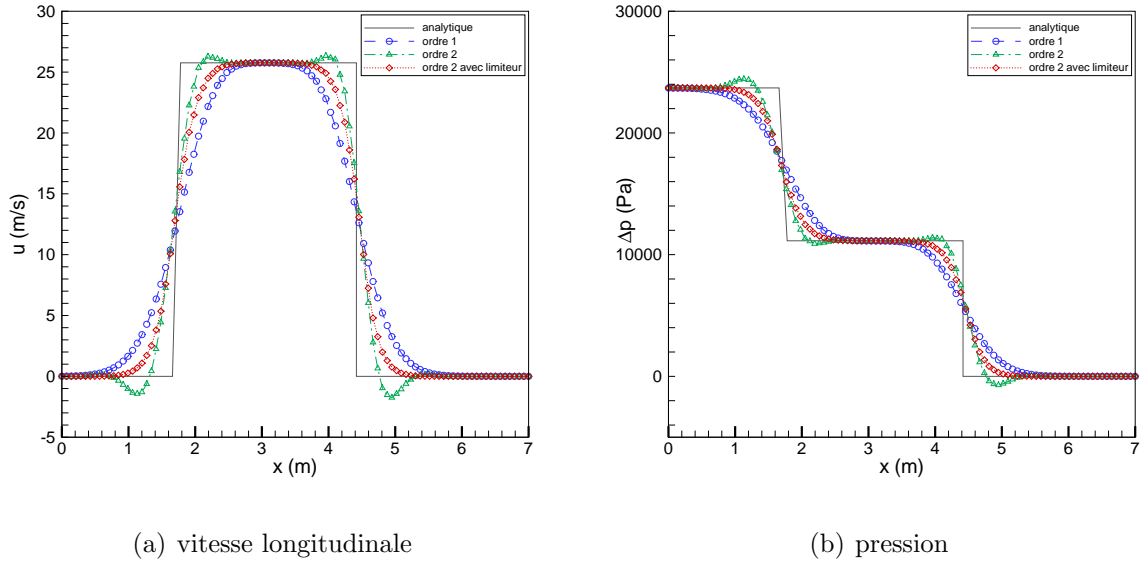 30
25
20
15
10
5
0
-5
u (m/s)
0 1 2 3 4 5 6 7
x (m)
analytique
ordre 1
ordre 2
ordre 2 avec limiteur
(a) vitesse longitudinale
30000
20000
10000
0
Δp (Pa)
0 1 2 3 4 5 6 7
x (m)
analytique
ordre 1
ordre 2
ordre 2 avec limiteur
(b) pression